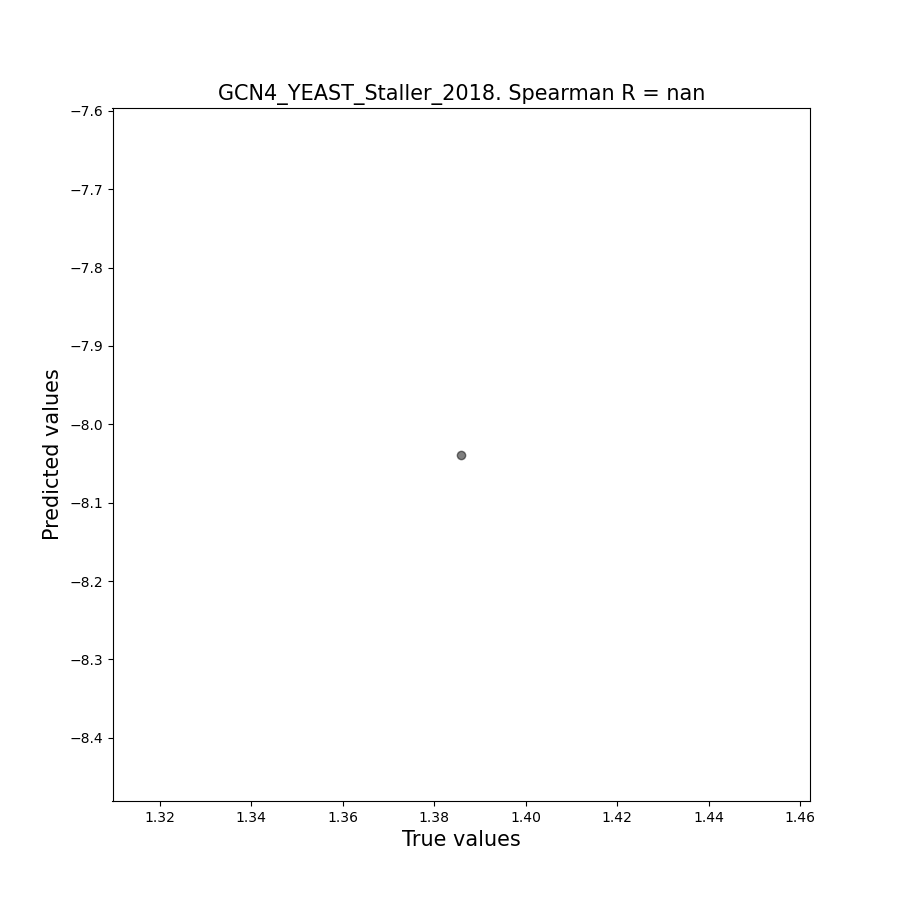 GCN4_YEAST_Staller_2018. Spearman R = nan
−7.6
−7.7
−7.8
−7.9
−8.0
−8.1
−8.2
−8.3
−8.4
Predicted values
1.32 1.34 1.36 1.38 1.40 1.42 1.44 1.46
True values